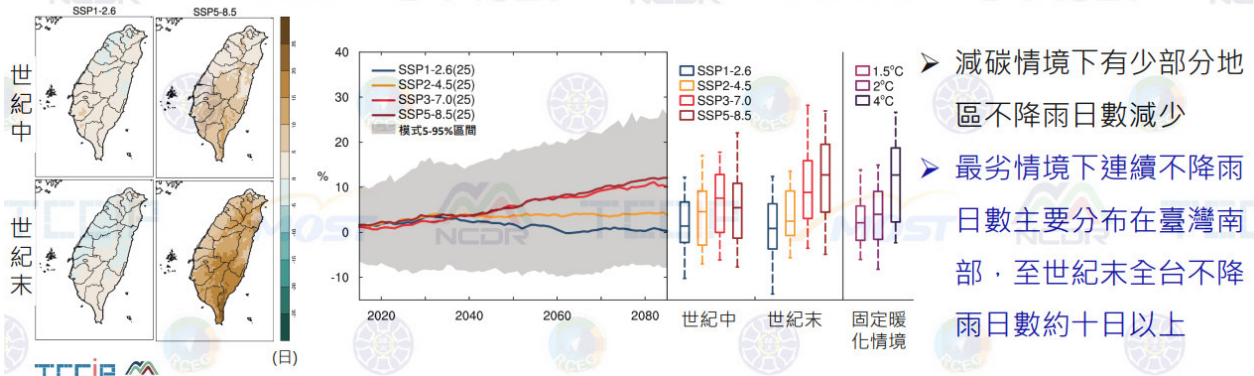 SSP1-2.6
SSP5-8.5
世紀中
世紀末
(日)
40
30
20
10
0
-10
%
SSP1-2.6(25)
SSP2-4.5(25)
SSP3-7.0(25)
SSP5-8.5(25)
模式5-95%區間
2020
2040
2060
2080
SSP1-2.6
SSP2-4.5
SSP3-7.0
SSP5-8.5
世紀中
世紀末
1.5°C
2°C
4°C
固定暖
化情境
➤ 減碳情境下有少部分地
區不降雨日數減少
➤ 最劣情境下連續不降雨
日數主要分布在臺灣南
部，至世紀末全台不降
雨日數約十日以上
NCDR
MOST